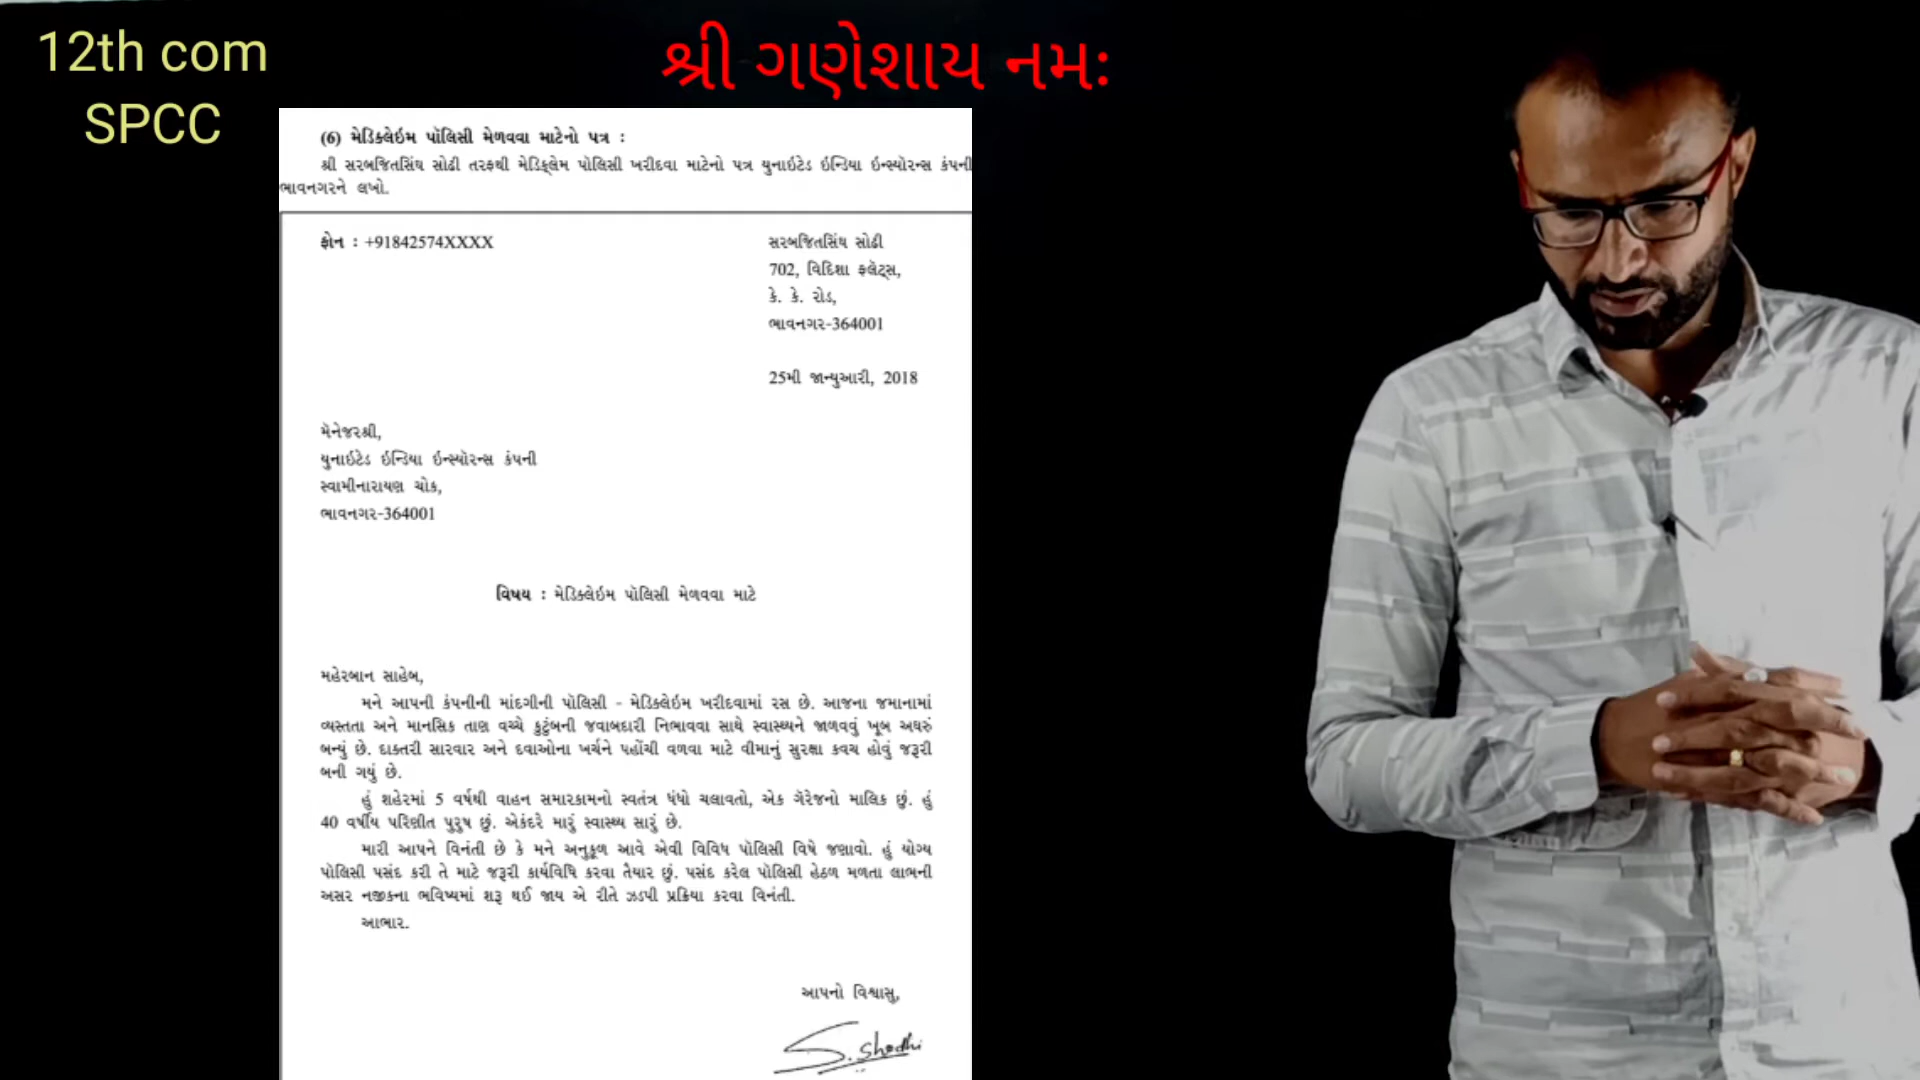 12th com
SPCC
શ્રી ગણેશાય નમઃ
(6) મેડિક્લેઇમ પૉલિસી મેળવવા માટેનો પત્ર :
શ્રી સરબજિતસિંઘ સોઢી તરફથી મેડિક્લેમ પૉલિસી ખરીદવા માટેનો પત્ર યુનાઇટેડ ઇન્ડિયા ઇન્સ્યૉરન્સ કંપની
ભાવનગરને લખો.
ફોન : +91842574XXXX
સરબજિતસિંઘ સોઢી
702, વિદિશા ફ્લૅટ્સ,
કે. કે. રોડ,
ભાવનગર-364001
25મી જાન્યુઆરી, 2018
મૅનેજરશ્રી,
યુનાઇટેડ ઇન્ડિયા ઇન્સ્યૉરન્સ કંપની
સ્વામીનારાયણ ચોક,
ભાવનગર-364001
વિષય : મેડિક્લેઇમ પૉલિસી મેળવવા માટે
મહેરબાન સાહેબ,
મને આપની કંપનીની માંદગીની પૉલિસી - મેડિક્લેઇમ ખરીદવામાં રસ છે. આજના જમાનામાં
વ્યસ્તતા અને માનસિક તાણ વચ્ચે કુટુંબની જવાબદારી નિભાવવા સાથે સ્વાસ્થ્યને જાળવવું ખૂબ અઘરું
બન્યું છે. દાક્તરી સારવાર અને દવાઓના ખર્ચને પહોંચી વળવા માટે વીમાનું સુરક્ષા કવચ હોવું જરૂરી
બની ગયું છે.
હું શહેરમાં 5 વર્ષથી વાહન સમારકામનો સ્વતંત્ર ધંધો ચલાવતો, એક ગૅરેજનો માલિક છું. હું
40 વર્ષીય પરિણીત પુરુષ છું. એકંદરે મારું સ્વાસ્થ્ય સારું છે.
મારી આપને વિનંતી છે કે મને અનુકૂળ આવે એવી વિવિધ પૉલિસી વિષે જણાવો. હું યોગ્ય
પૉલિસી પસંદ કરી તે માટે જરૂરી કાર્યવિધિ કરવા તૈયાર છું. પસંદ કરેલ પૉલિસી હેઠળ મળતા લાભની
અસર નજીકના ભવિષ્યમાં શરૂ થઈ જાય એ રીતે ઝડપી પ્રક્રિયા કરવા વિનંતી.
આભાર.
આપનો વિશ્વાસુ,
S. Shodhi